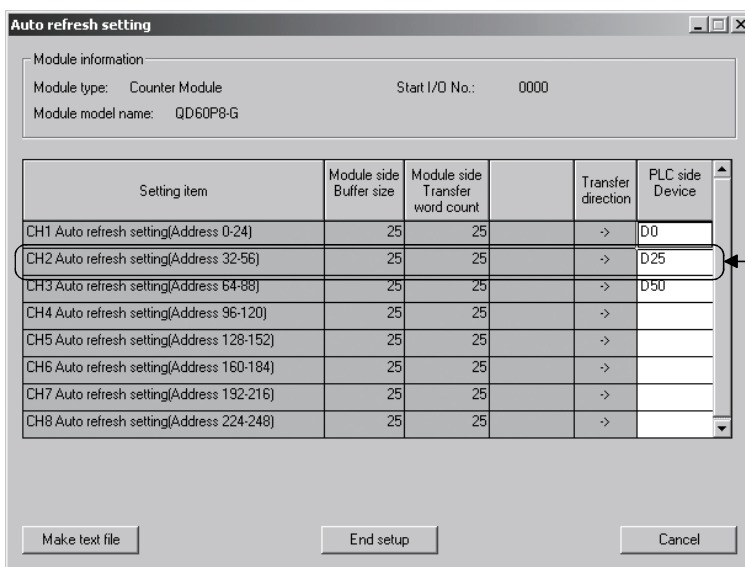 Auto refresh setting
Module information
Module type: Counter Module Start I/O No.: 0000
Module model name: QD60P8-G
Setting item Module side Buffer size Module side Transfer word count Transfer direction PLC side Device
CH1 Auto refresh setting(Address 0-24) 25 25 -> D0
CH2 Auto refresh setting(Address 32-56) 25 25 -> D25
CH3 Auto refresh setting(Address 64-88) 25 25 -> D50
CH4 Auto refresh setting(Address 96-120) 25 25 ->
CH5 Auto refresh setting(Address 128-152) 25 25 ->
CH6 Auto refresh setting(Address 160-184) 25 25 ->
CH7 Auto refresh setting(Address 192-216) 25 25 ->
CH8 Auto refresh setting(Address 224-248) 25 25 ->
Make text file End setup Cancel